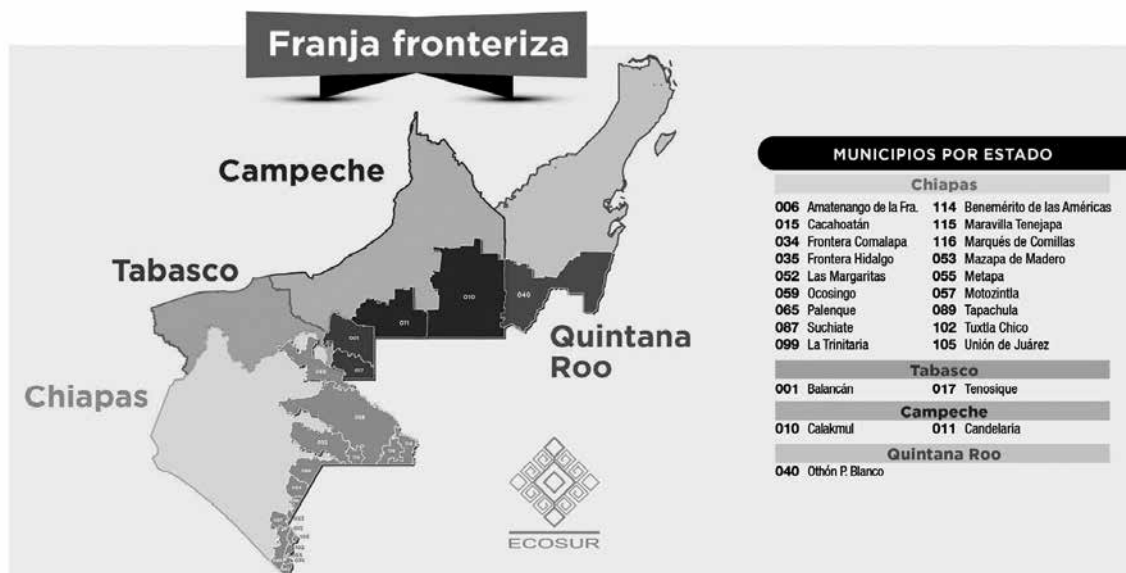 Franja fronteriza
Campeche
Tabasco
Chiapas
Quintana
Roo
010
040
011
001
017
ECOSUR
MUNICIPIOS POR ESTADO
Chiapas
006 Amatenango de la Fra. 114 Benemérito de las Américas
015 Cacahoatán 115 Maravilla Tenejapa
034 Frontera Comalapa 116 Marqués de Comillas
035 Frontera Hidalgo 053 Mazapa de Madero
052 Las Margaritas 055 Metapa
059 Ocosingo 057 Motozintla
065 Palenque 089 Tapachula
087 Suchiate 102 Tuxtla Chico
099 La Trinitaria 105 Unión de Juárez
Tabasco
001 Balancán 017 Tenosique
Campeche
010 Calakmul 011 Candelaria
Quintana Roo
040 Othón P. Blanco